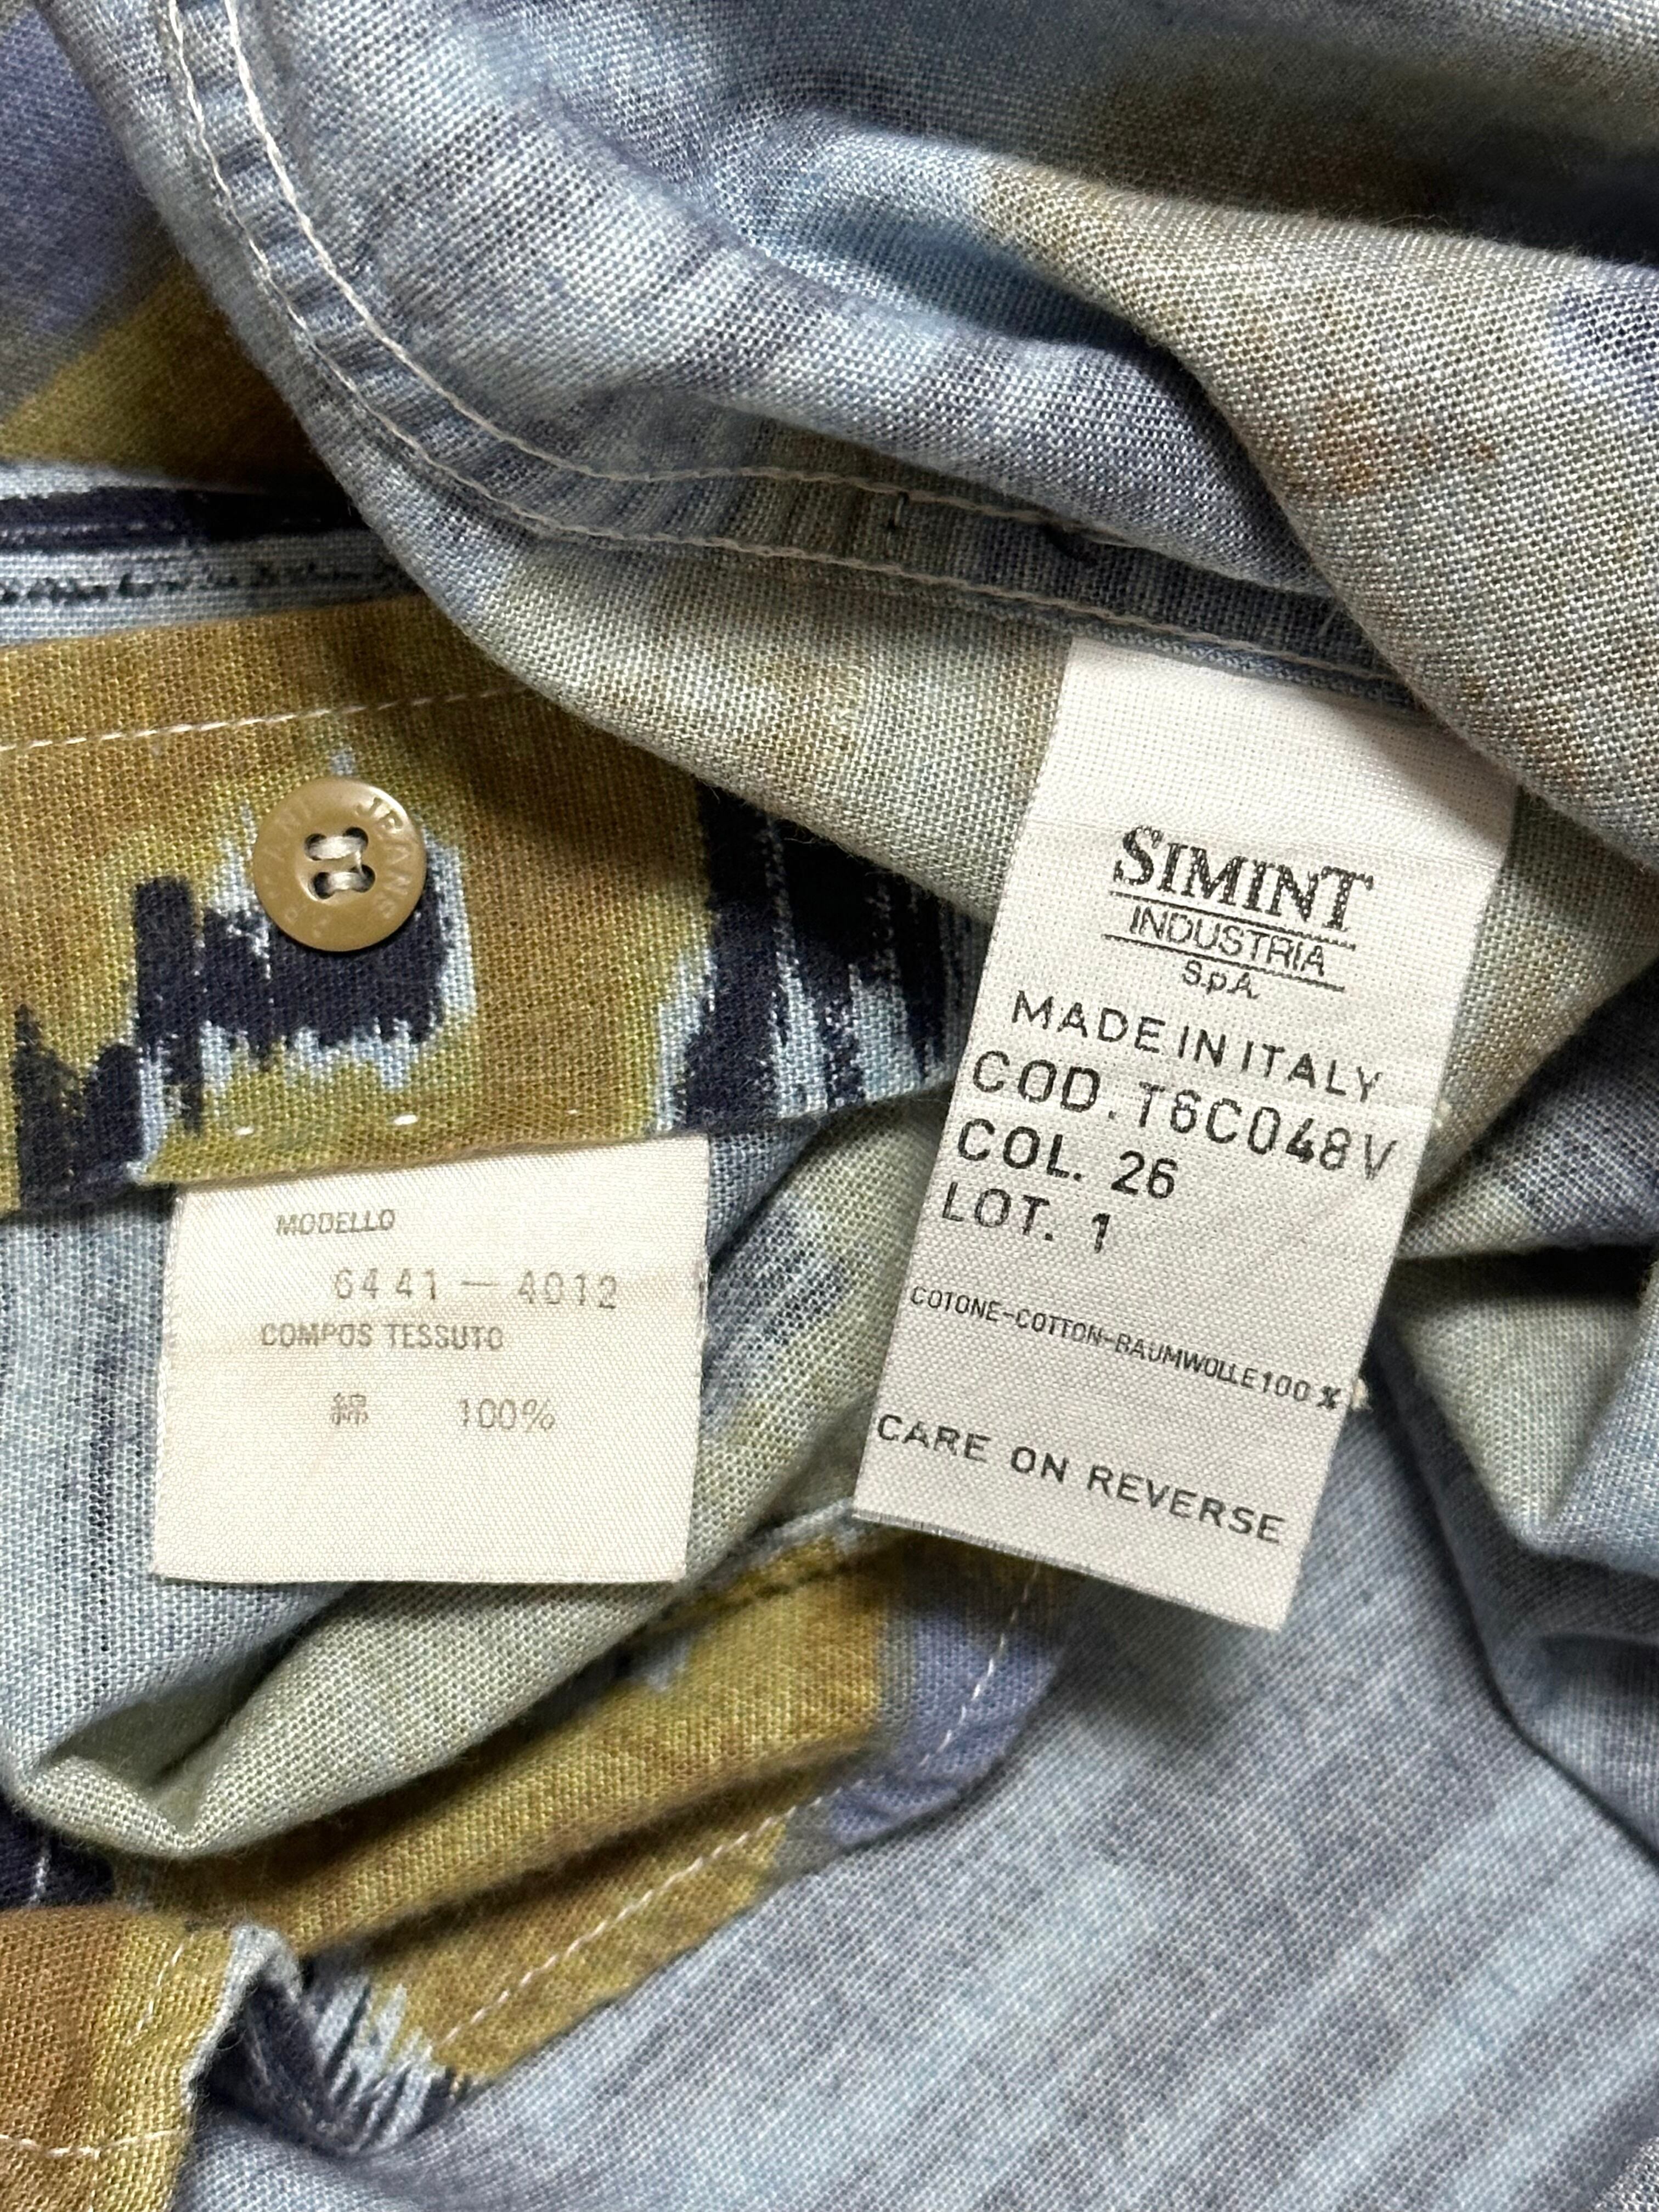 MODELLO
6441 — 4012
COMPOS TESSUTO
綿 100%
SIMINT
INDUSTRIA
S.p.A.
MADE IN ITALY
COD. T6C048V
COL. 26
LOT. 1
COTONE-COTTON-BAUMWOLLE 100 %
CARE ON REVERSE